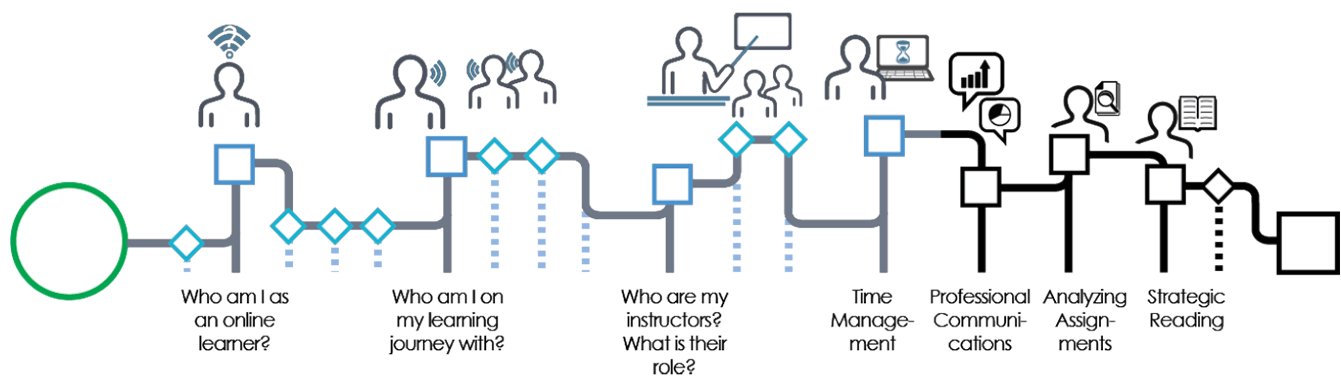 Who am I as
an online
learner?
Who am I on
my learning
journey with?
Who are my
instructors?
What is their
role?
Time
Manage-
ment
Professional
Communi-
cations
Analyzing
Assign-
ments
Strategic
Reading